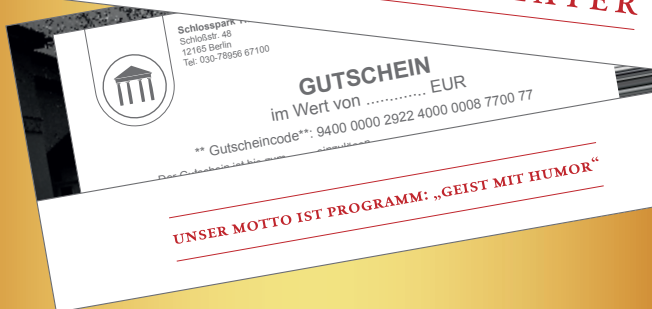 Schlosspark
Schloßstr. 48
12165 Berlin
Tel: 030-78956 67100
GUTSCHEIN
im Wert von ............. EUR
** Gutscheincode**: 9400 0000 2922 4000 0008 7700 77
UNSER MOTTO IST PROGRAMM: „GEIST MIT HUMOR“